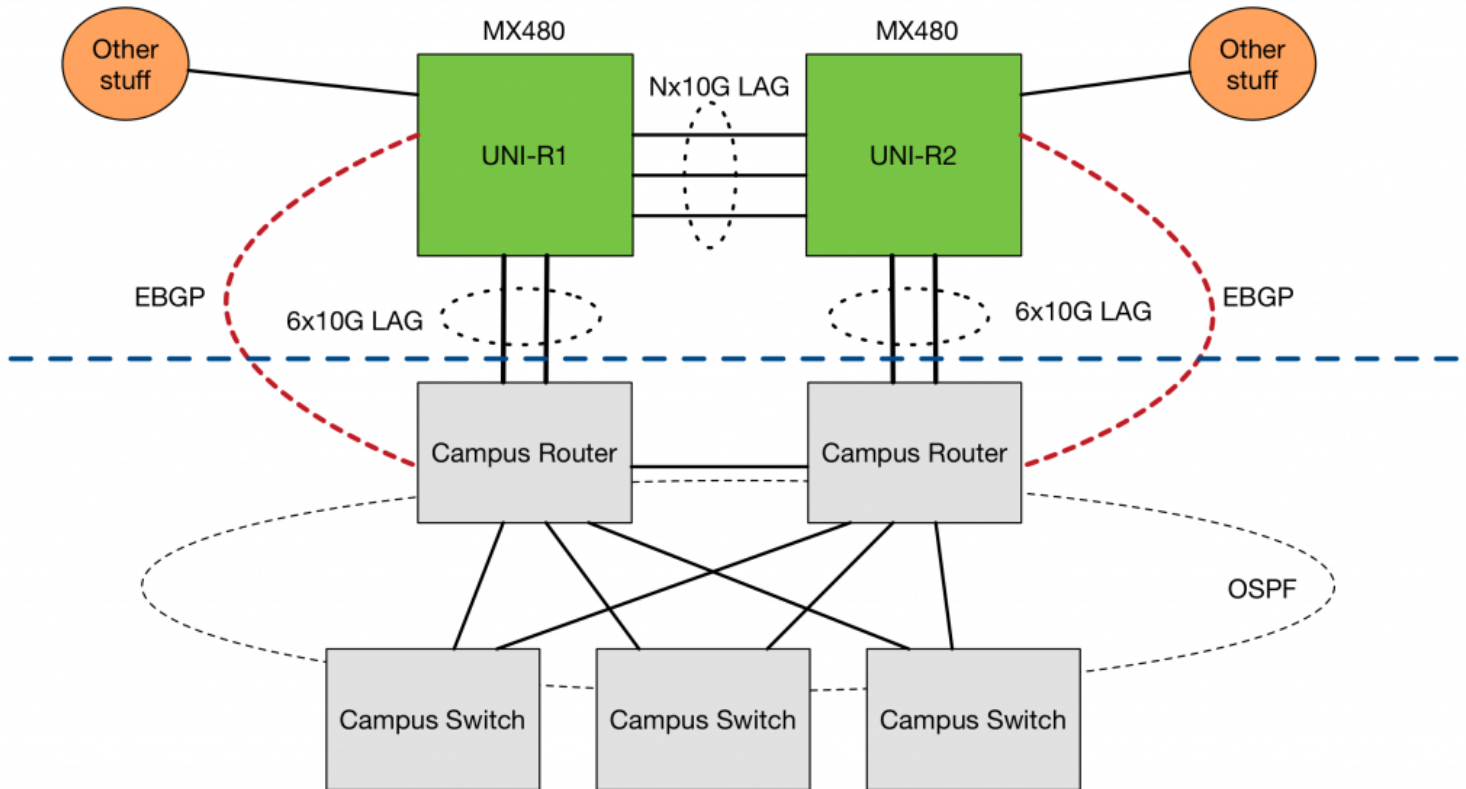 MX480
MX480
Other
stuff
Other
stuff
Nx10G LAG
UNI-R1
UNI-R2
EBGP
6x10G LAG
6x10G LAG
EBGP
Campus Router
Campus Router
OSPF
Campus Switch
Campus Switch
Campus Switch